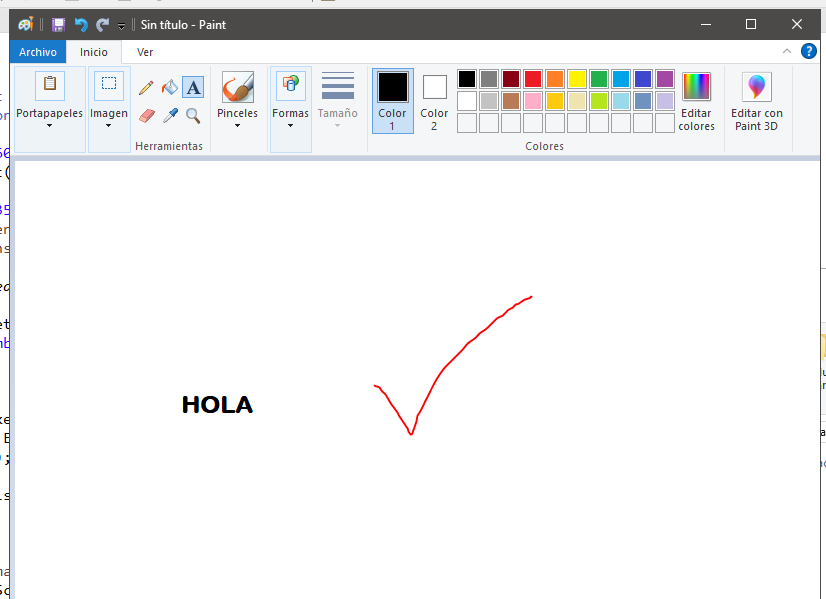 Sin título - Paint
Archivo Inicio Ver
Portapapeles Imagen Herramientas Pinceles Formas Tamaño Color 1 Color 2 Editar colores Editar con Paint 3D
Colores
HOLA